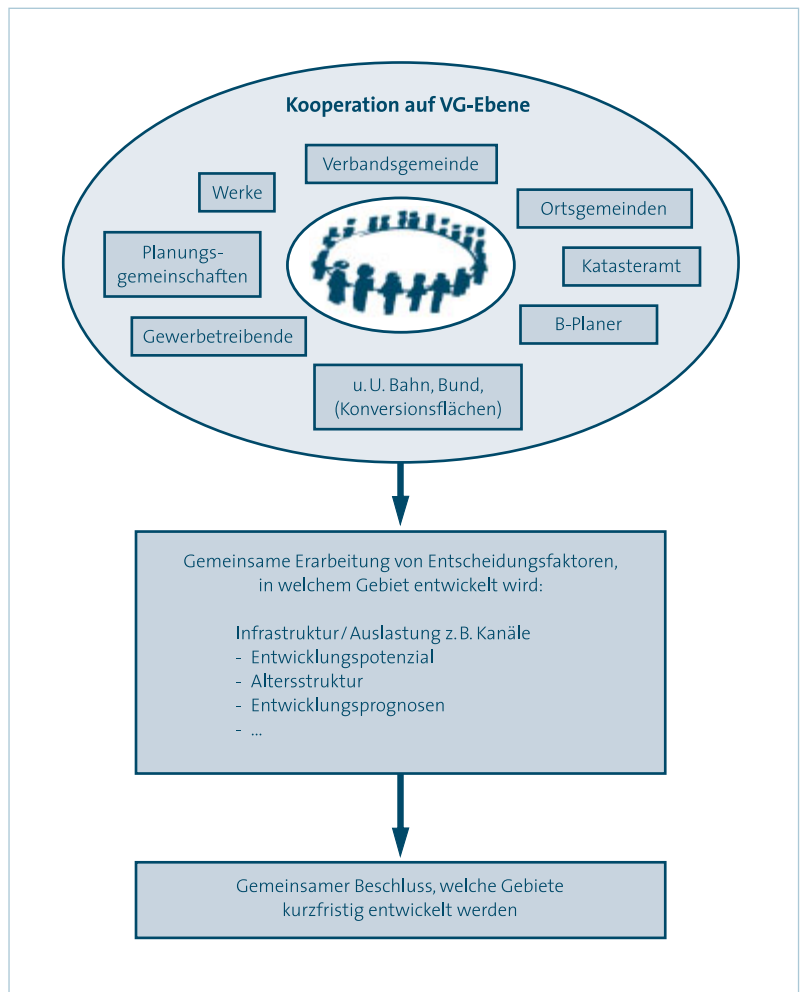 Kooperation auf VG-Ebene
Verbandsgemeinde
Werke
Ortsgemeinden
Planungs-
gemeinschaften
Katasteramt
B-Planer
Gewerbetreibende
u. U. Bahn, Bund,
(Konversionsflächen)
Gemeinsame Erarbeitung von Entscheidungsfaktoren,
in welchem Gebiet entwickelt wird:
Infrastruktur/Auslastung z. B. Kanäle
- Entwicklungspotenzial
- Altersstruktur
- Entwicklungsprognosen
- ...
Gemeinsamer Beschluss, welche Gebiete
kurzfristig entwickelt werden